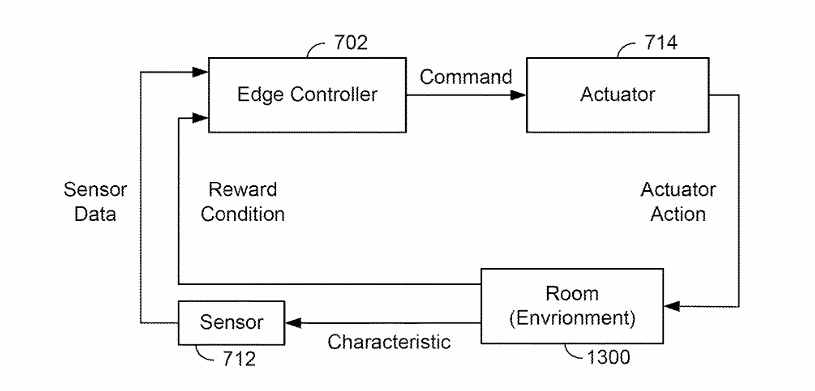 702
714
Edge Controller
Command
Actuator
Sensor
Data
Reward
Condition
Actuator
Action
Room
(Envrionment)
Sensor
Characteristic
712
1300